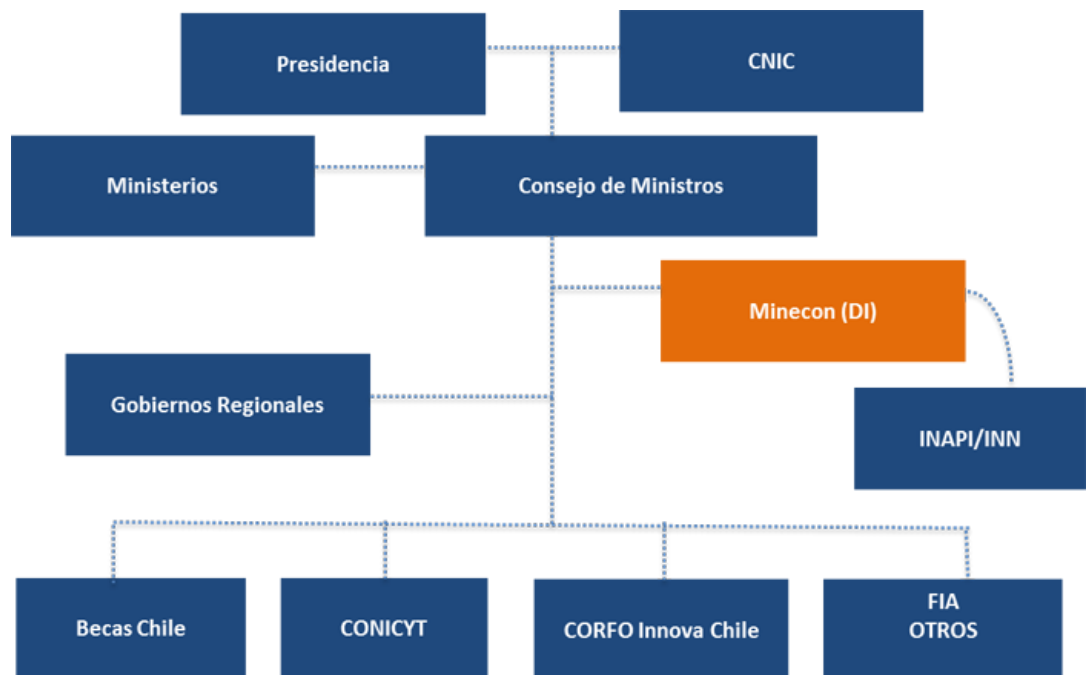 Presidencia
CNIC
Ministerios
Consejo de Ministros
Minecon (DI)
Gobiernos Regionales
INAPI/INN
Becas Chile
CONICYT
CORFO Innova Chile
FIA
OTROS